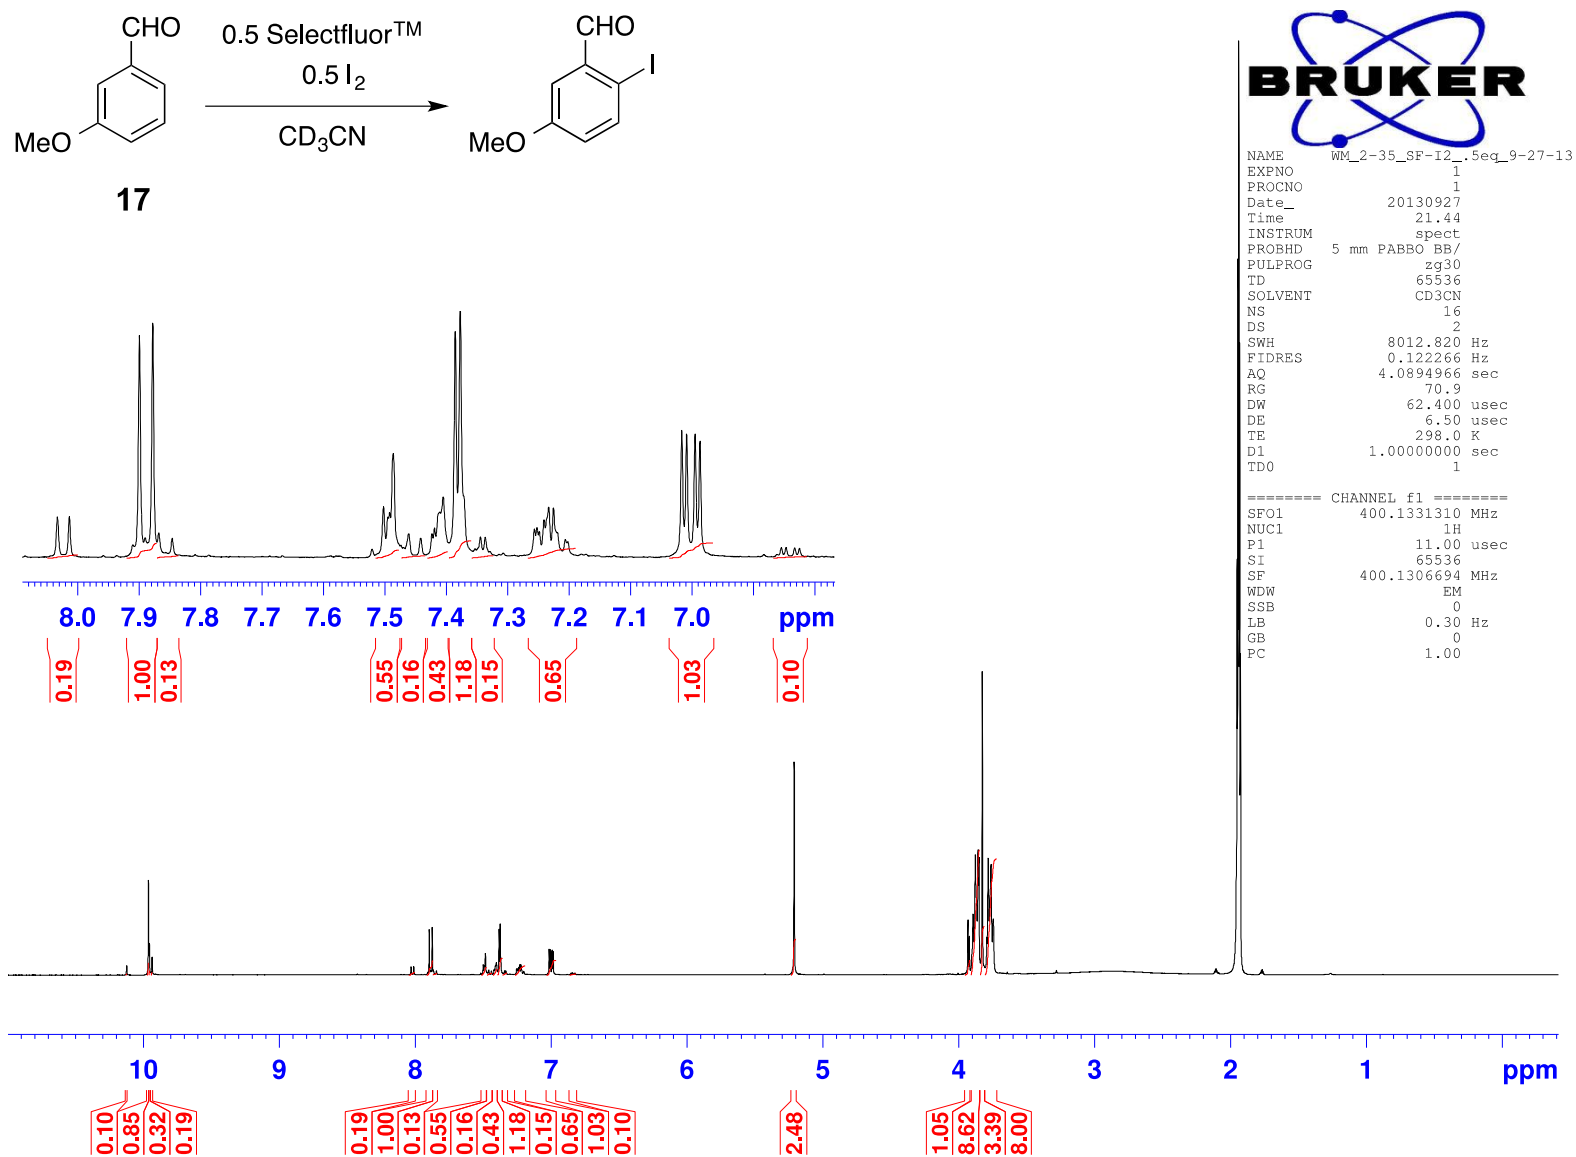 CHO
0.5 Selectfluor™
0.5 I2
CD3CN
MeO
17
CHO
I
MeO
BRUKER
NAME WM_2-35_SF-I2_.5eq_9-27-13
EXPNO 1
PROCNO 1
Date_ 20130927
Time 21.44
INSTRUM spect
PROBHD 5 mm PABBO BB/
PULPROG zg30
TD 65536
SOLVENT CD3CN
NS 16
DS 2
SWH 8012.820 Hz
FIDRES 0.122266 Hz
AQ 4.0894966 sec
RG 70.9
DW 62.400 usec
DE 6.50 usec
TE 298.0 K
D1 1.00000000 sec
TD0 1
======== CHANNEL f1 ========
SFO1 400.1331310 MHz
NUC1 1H
P1 11.00 usec
SI 65536
SF 400.1306694 MHz
WDW EM
SSB 0
LB 0.30 Hz
GB 0
PC 1.00
8.0 7.9 7.8 7.7 7.6 7.5 7.4 7.3 7.2 7.1 7.0 ppm
0.19 1.00 0.13 0.55 0.16 0.43 1.18 0.15 0.65 1.03 0.10
10 9 8 7 6 5 4 3 2 1 ppm
0.10 0.85 0.32 0.19 0.19 1.00 0.13 0.55 0.16 0.43 1.18 0.15 0.65 1.03 0.10 2.48 1.05 8.62 3.39 8.00